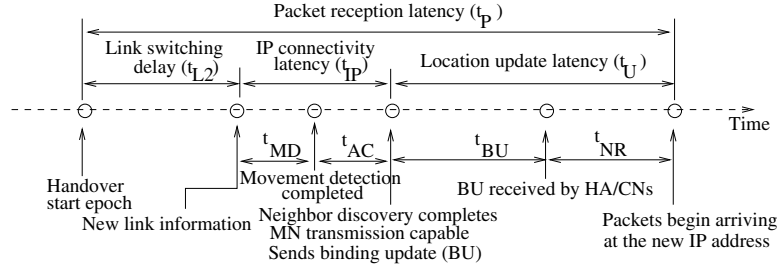 Packet reception latency (t_P)
Link switching
delay (t_L2)
IP connectivity
latency (t_IP)
Location update latency (t_U)
Time
t_MD
t_AC
t_BU
t_NR
Handover
start epoch
New link information
Movement detection
completed
Neighbor discovery completes
MN transmission capable
Sends binding update (BU)
BU received by HA/CNs
Packets begin arriving
at the new IP address